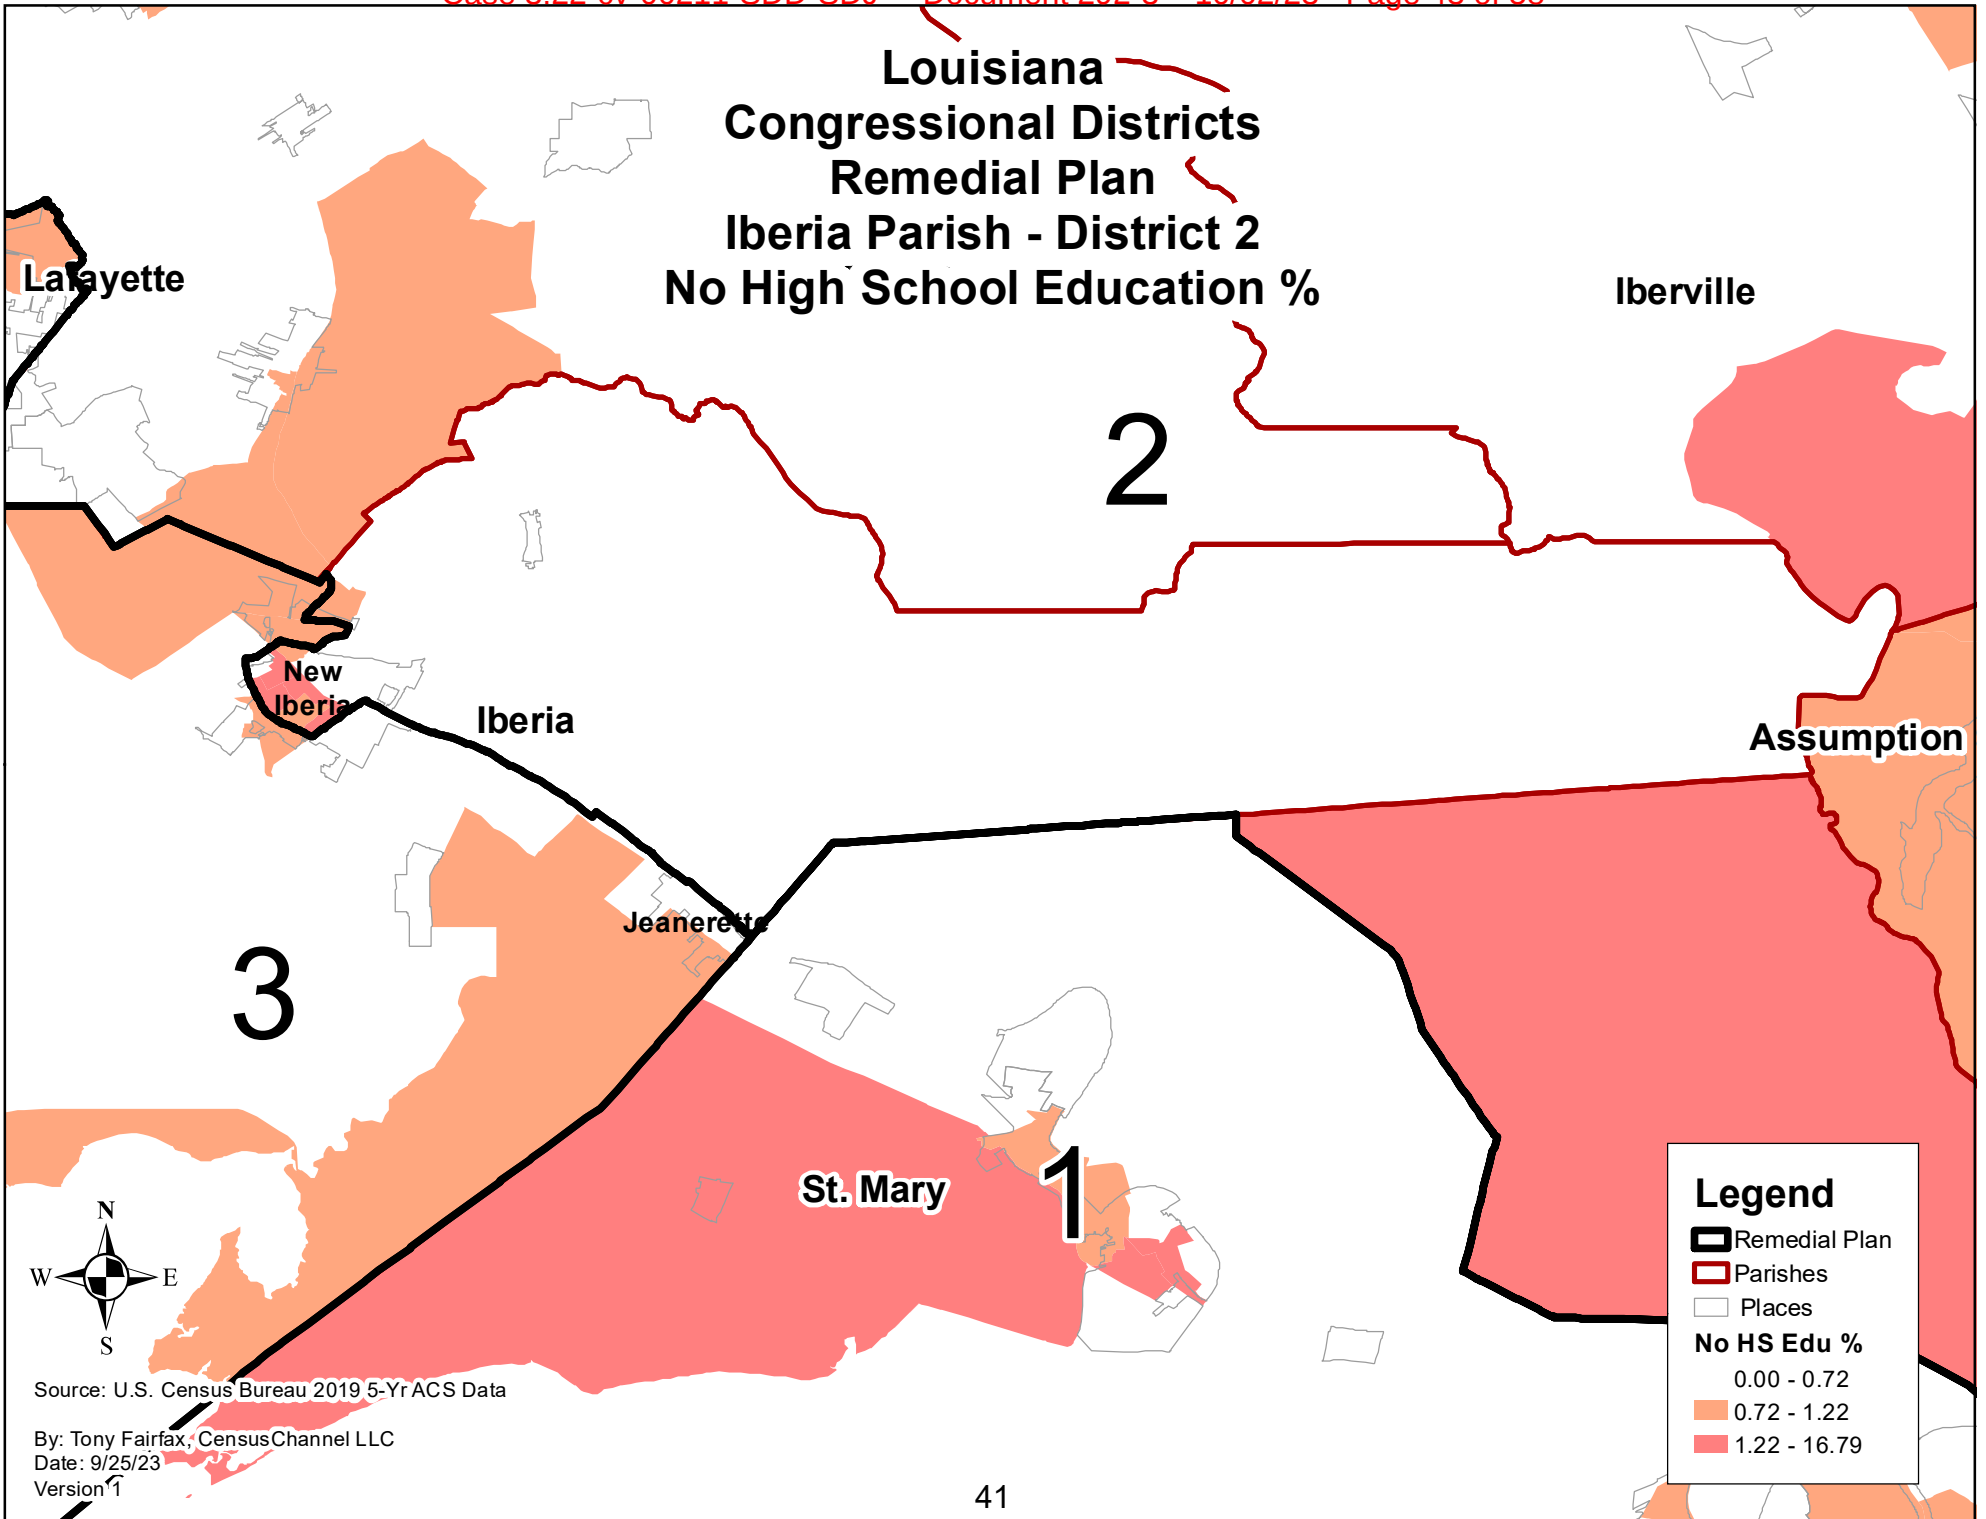 Louisiana
Congressional Districts
Remedial Plan
Iberia Parish - District 2
No High School Education %
Lafayette
Iberville
2
New
Iberia
Iberia
Assumption
Jeanerette
3
St. Mary
1
N
W E
S
Legend
Remedial Plan
Parishes
Places
No HS Edu %
0.00 - 0.72
0.72 - 1.22
1.22 - 16.79
Source: U.S. Census Bureau 2019 5-Yr ACS Data
By: Tony Fairfax, CensusChannel LLC
Date: 9/25/23
Version 1
41